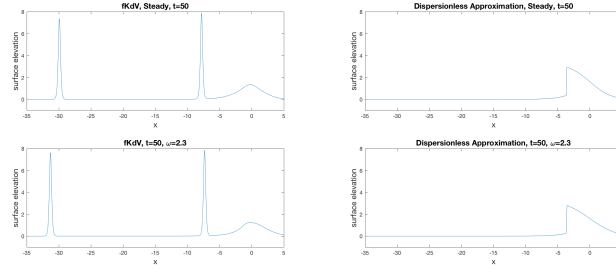 fKdV, Steady, t=50
surface elevation
8
6
4
2
0
-35 -30 -25 -20 -15 -10 -5 0 5
x
Dispersionless Approximation, Steady, t=50
surface elevation
8
6
4
2
0
-35 -30 -25 -20 -15 -10 -5 0
x
fKdV, t=50, ω=2.3
surface elevation
8
6
4
2
0
-35 -30 -25 -20 -15 -10 -5 0 5
x
Dispersionless Approximation, t=50, ω=2.3
surface elevation
8
6
4
2
0
-35 -30 -25 -20 -15 -10 -5 0
x